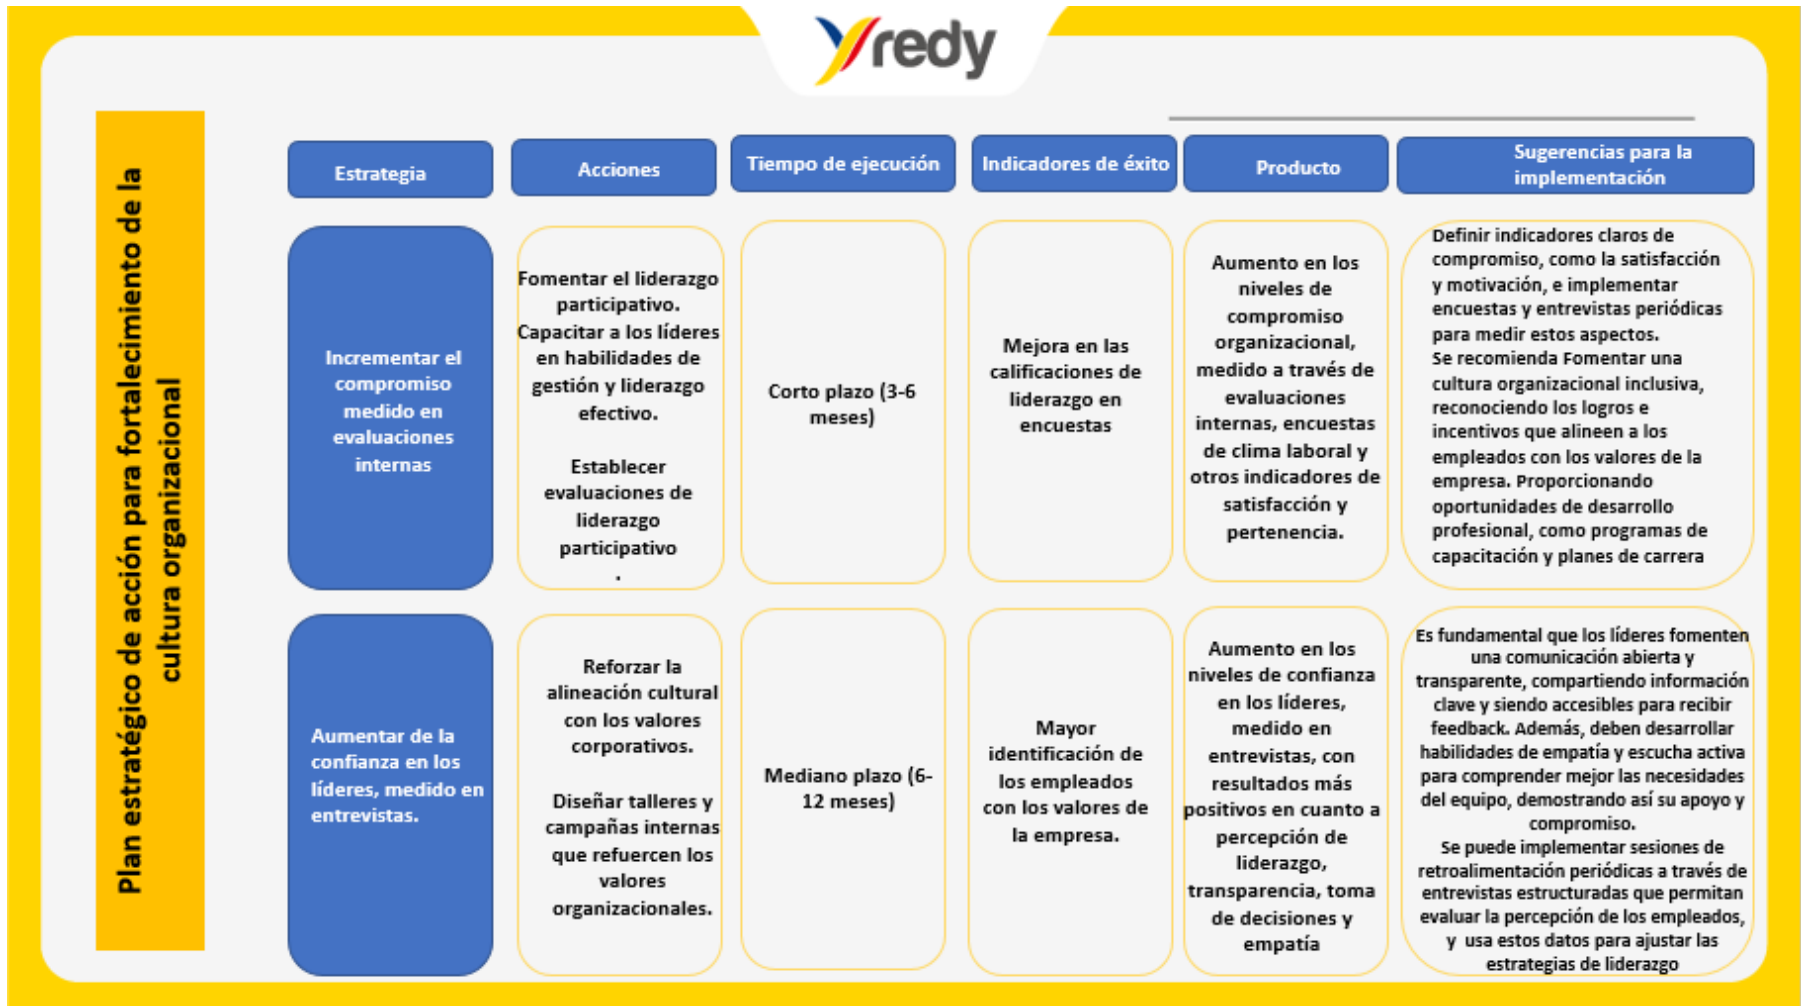 redy
Plan estratégico de acción para fortalecimiento de la
cultura organizacional
Estrategia
Acciones
Tiempo de ejecución
Indicadores de éxito
Producto
Sugerencias para la
implementación
Incrementar el
compromiso
medido en
evaluaciones
internas
Fomentar el liderazgo
participativo.
Capacitar a los líderes
en habilidades de
gestión y liderazgo
efectivo.
Establecer
evaluaciones de
liderazgo
participativo
.
Corto plazo (3-6
meses)
Mejora en las
calificaciones de
liderazgo en
encuestas
Aumento en los
niveles de
compromiso
organizacional,
medido a través de
evaluaciones
internas, encuestas
de clima laboral y
otros indicadores de
satisfacción y
pertenencia.
Definir indicadores claros de
compromiso, como la satisfacción
y motivación, e implementar
encuestas y entrevistas periódicas
para medir estos aspectos.
Se recomienda Fomentar una
cultura organizacional inclusiva,
reconociendo los logros e
incentivos que alineen a los
empleados con los valores de la
empresa. Proporcionando
oportunidades de desarrollo
profesional, como programas de
capacitación y planes de carrera
Aumentar de la
confianza en los
líderes, medido en
entrevistas.
Reforzar la
alineación cultural
con los valores
corporativos.
Diseñar talleres y
campañas internas
que refuercen los
valores
organizacionales.
Mediano plazo (6-
12 meses)
Mayor
identificación de
los empleados
con los valores de
la empresa.
Aumento en los
niveles de confianza
en los líderes,
medido en
entrevistas, con
resultados más
positivos en cuanto a
percepción de
liderazgo,
transparencia, toma
de decisiones y
empatía
Es fundamental que los líderes fomenten
una comunicación abierta y
transparente, compartiendo información
clave y siendo accesibles para recibir
feedback. Además, deben desarrollar
habilidades de empatía y escucha activa
para comprender mejor las necesidades
del equipo, demostrando así su apoyo y
compromiso.
Se puede implementar sesiones de
retroalimentación periódicas a través de
entrevistas estructuradas que permitan
evaluar la percepción de los empleados,
y usa estos datos para ajustar las
estrategias de liderazgo